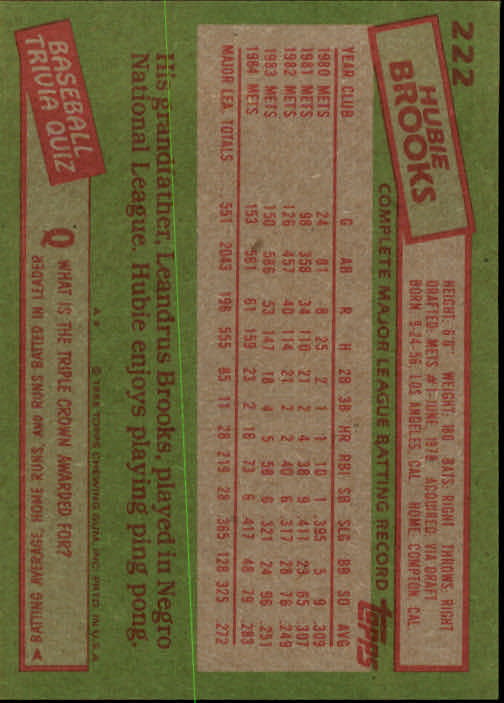 222
HUBIE
BROOKS
HEIGHT: 6'0" WEIGHT: 180 BATS: RIGHT THROWS: RIGHT
DRAFTED: METS #1-JUNE, 1978 ACQUIRED: VIA DRAFT
BORN: 9-24-56, LOS ANGELES, CAL. HOME: COMPTON, CAL.
COMPLETE MAJOR LEAGUE BATTING RECORD
topps
YEAR CLUB G AB R H 2B 3B HR RBI SB SLG BB SO AVG
1980 METS 24 81 8 25 2 1 1 10 1 .395 5 9 .309
1981 METS 98 358 34 110 21 2 4 38 9 .411 23 65 .307
1982 METS 126 457 40 114 21 2 2 40 6 .317 28 76 .249
1983 METS 150 586 53 147 18 4 5 58 6 .321 24 96 .251
1984 METS 153 561 61 159 23 2 16 73 6 .417 48 79 .283
MAJOR LEA. TOTALS 551 2043 196 555 85 11 28 219 28 .365 128 325 .272
His grandfather, Leandrus Brooks, played in Negro
National League. Hubie enjoys playing ping pong.
BASEBALL
TRIVIA QUIZ
A★ © 1985 TOPPS CHEWING GUM, INC. PRTD. IN U.S.A.
Q WHAT IS THE TRIPLE CROWN AWARDED FOR?
A BATTING AVERAGE, HOME RUNS, AND RUNS BATTED IN LEADER